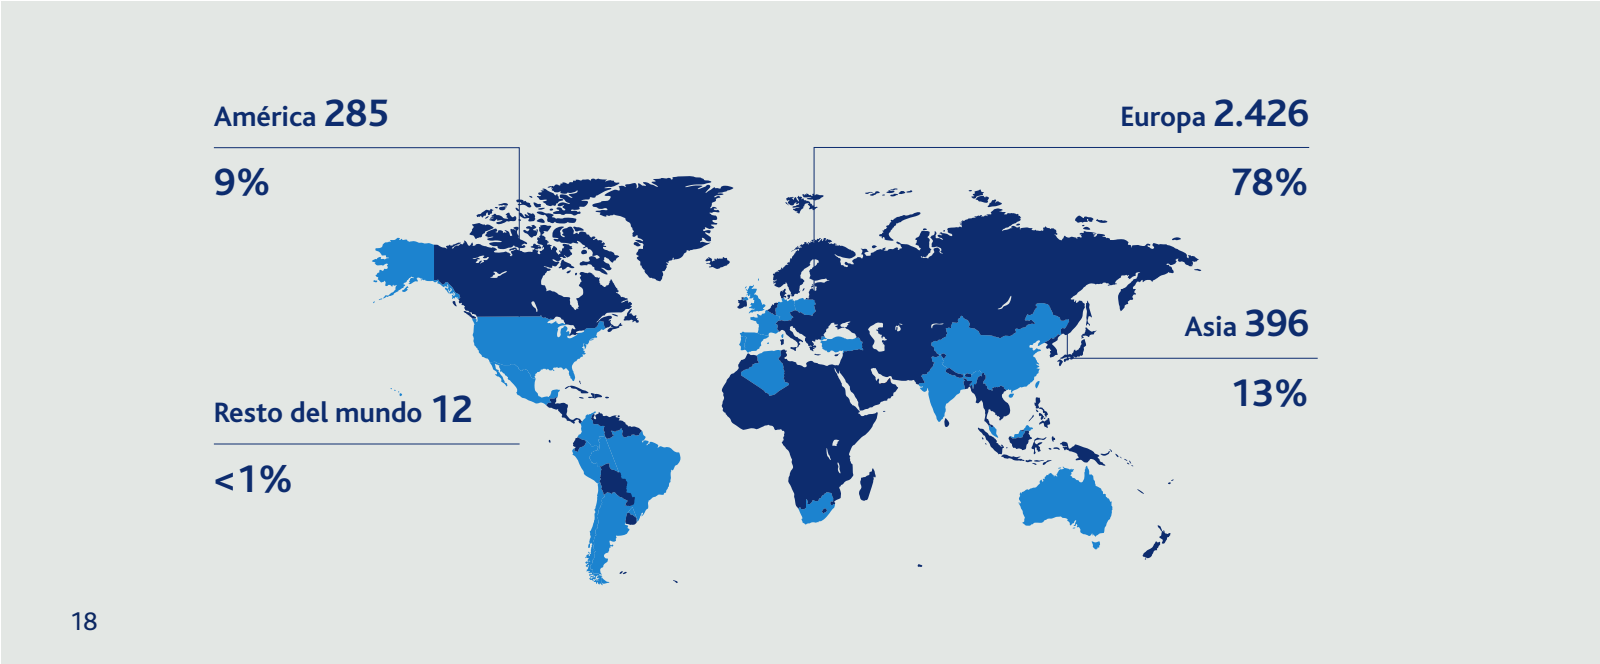 América 285
9%
Europa 2.426
78%
Asia 396
13%
Resto del mundo 12
<1%
18